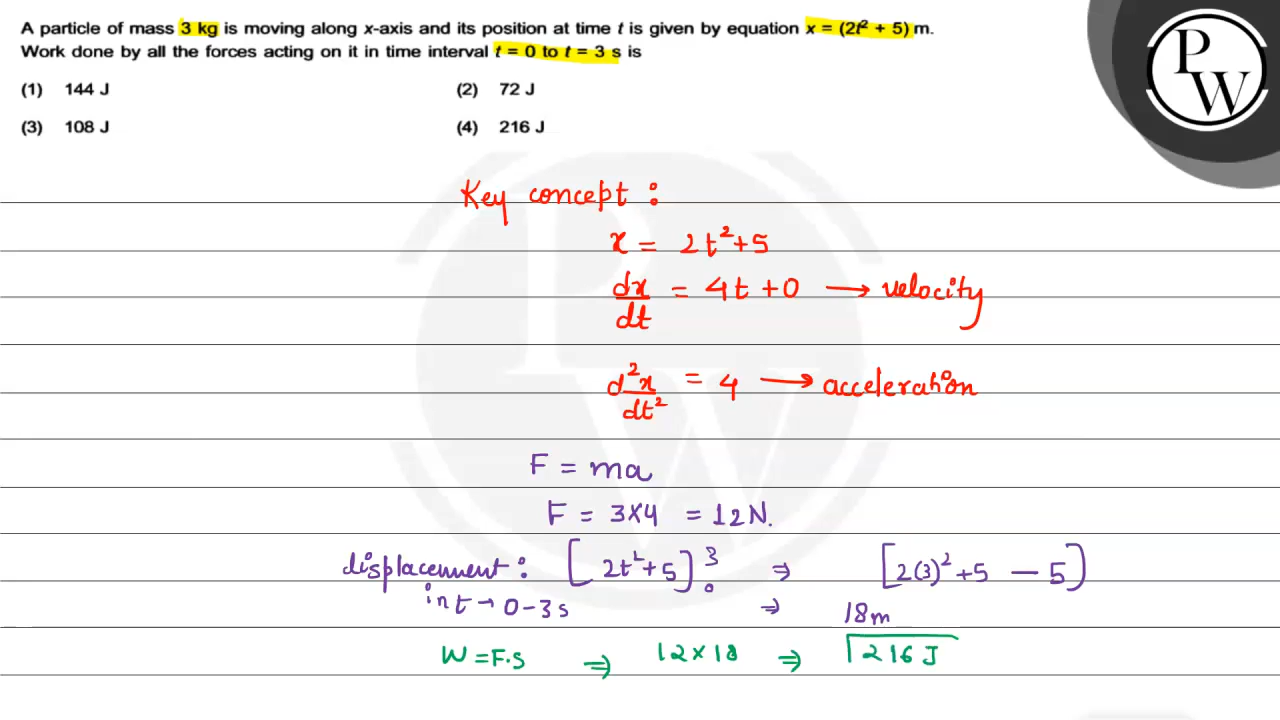 A particle of mass 3 kg is moving along x-axis and its position at time t is given by equation x = (2t² + 5) m.
Work done by all the forces acting on it in time interval t = 0 to t = 3 s is
(1) 144 J (2) 72 J
(3) 108 J (4) 216 J
PW
Key concept :
x = 2t²+5
dx/dt = 4t +0 → velocity
d²x/dt² = 4 → acceleration
F = ma
F = 3×4 = 12N.
displacement : [2t²+5]³₀ ⇒ [2(3)²+5 – 5]
in t → 0-3s ⇒ 18m
W = F.S ⇒ 12×18 ⇒ 216 J